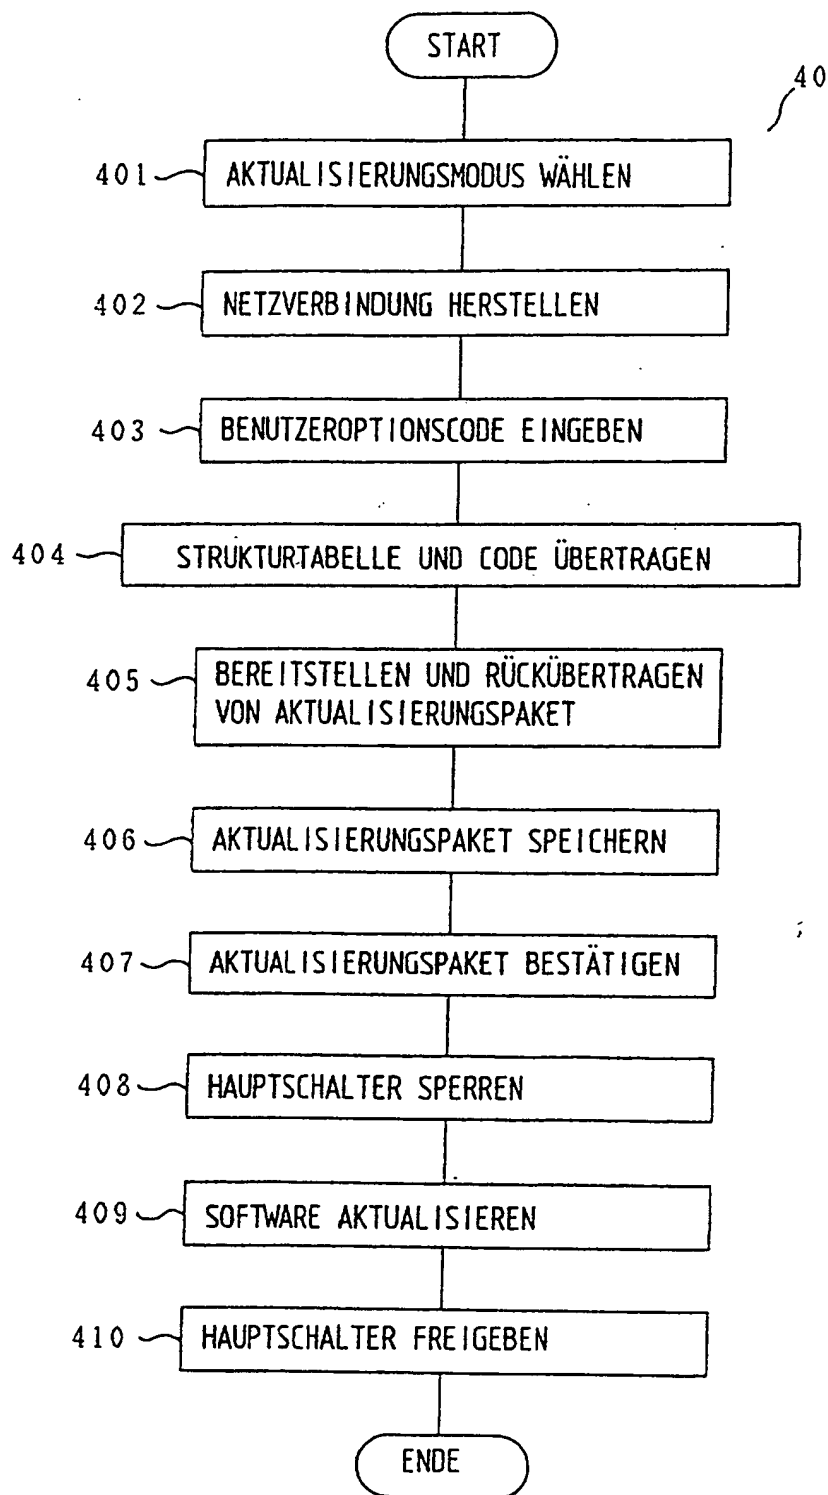 START
40
401 AKTUALISIERUNGSMODUS WÄHLEN
402 NETZVERBINDUNG HERSTELLEN
403 BENUTZEROPTIONSCODE EINGEBEN
404 STRUKTURTABELLE UND CODE ÜBERTRAGEN
405 BEREITSTELLEN UND RÜCKÜBERTRAGEN
VON AKTUALISIERUNGSPAKET
406 AKTUALISIERUNGSPAKET SPEICHERN
407 AKTUALISIERUNGSPAKET BESTÄTIGEN
408 HAUPTSCHALTER SPERREN
409 SOFTWARE AKTUALISIEREN
410 HAUPTSCHALTER FREIGEBEN
ENDE